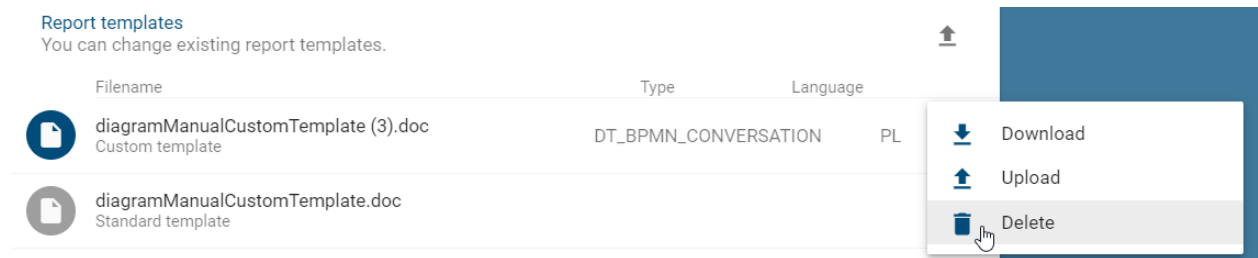 Report templates
You can change existing report templates.
Filename Type Language
diagramManualCustomTemplate (3).doc DT_BPMN_CONVERSATION PL
Custom template
diagramManualCustomTemplate.doc
Standard template
Download
Upload
Delete